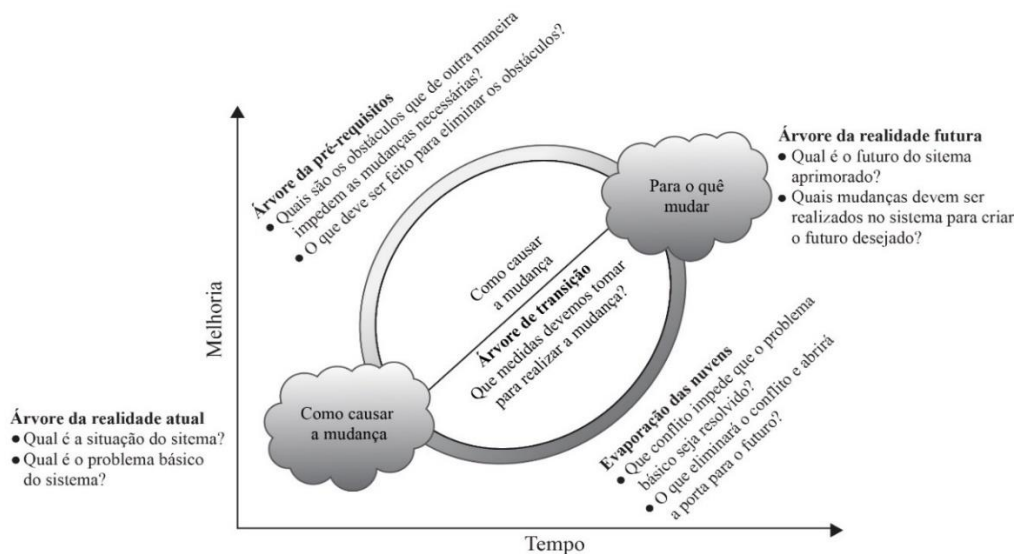 Árvore da pré-requisitos
● Quais são os obstáculos que de outra maneira
impedem as mudanças necessárias?
● O que deve ser feito para eliminar os obstáculos?
Para o quê
mudar
Árvore da realidade futura
● Qual é o futuro do sitema
aprimorado?
● Quais mudanças devem ser
realizados no sistema para criar
o futuro desejado?
Melhoria
Como causar
a mudança
Árvore de transição
Que medidas devemos tomar
para realizar a mudança?
Árvore da realidade atual
● Qual é a situação do sitema?
● Qual é o problema básico
do sistema?
Como causar
a mudança
Evaporação das nuvens
● Que conflito impede que o problema
básico seja resolvido?
● O que eliminará o conflito e abrirá
a porta para o futuro?
Tempo